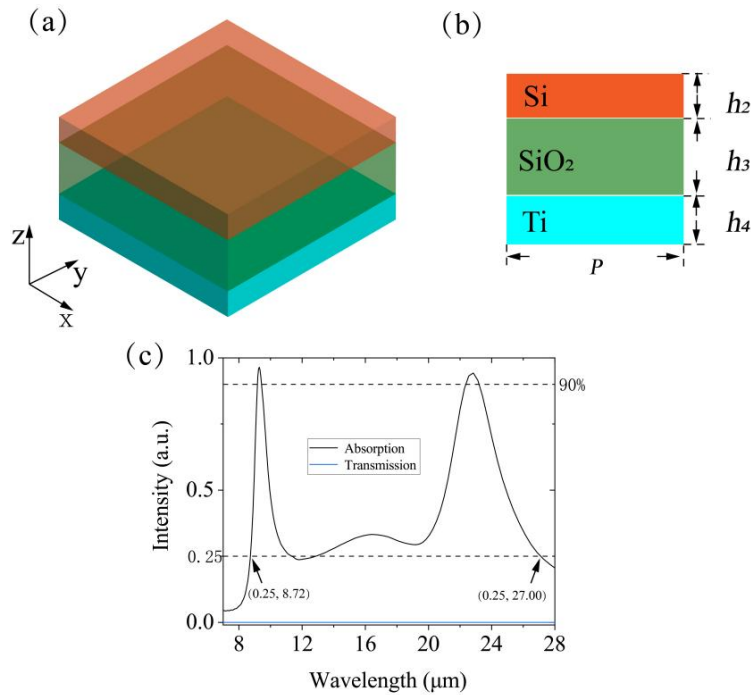 (a)
z
y
x
(b)
Si
SiO₂
Ti
h₂
h₃
h₄
P
(c)
1.0
0.5
0.25
0.0
Intensity (a.u.)
90%
Absorption
Transmission
(0.25, 8.72)
(0.25, 27.00)
8 12 16 20 24 28
Wavelength (μm)